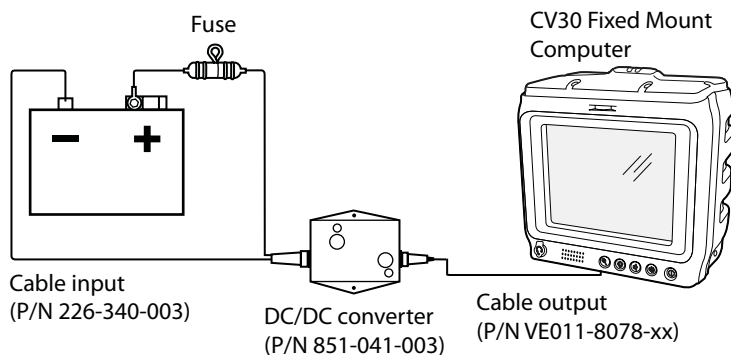 Fuse
CV30 Fixed Mount
Computer
Cable input
(P/N 226-340-003)
DC/DC converter
(P/N 851-041-003)
Cable output
(P/N VE011-8078-xx)